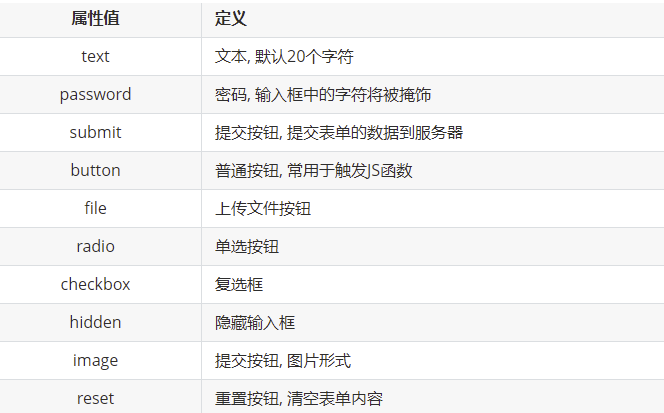 属性值 定义
text 文本, 默认20个字符
password 密码, 输入框中的字符将被掩饰
submit 提交按钮, 提交表单的数据到服务器
button 普通按钮, 常用于触发JS函数
file 上传文件按钮
radio 单选按钮
checkbox 复选框
hidden 隐藏输入框
image 提交按钮, 图片形式
reset 重置按钮, 清空表单内容